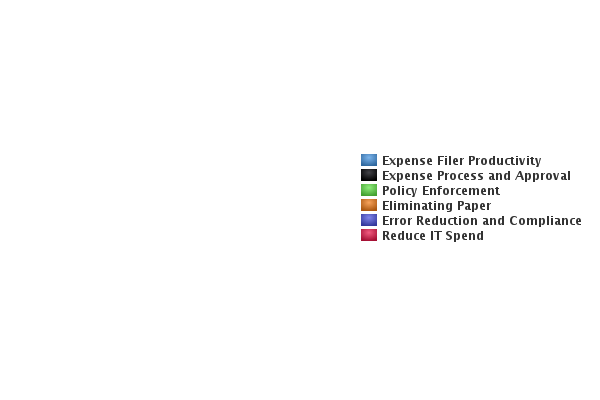 Expense Filer Productivity
Expense Process and Approval
Policy Enforcement
Eliminating Paper
Error Reduction and Compliance
Reduce IT Spend